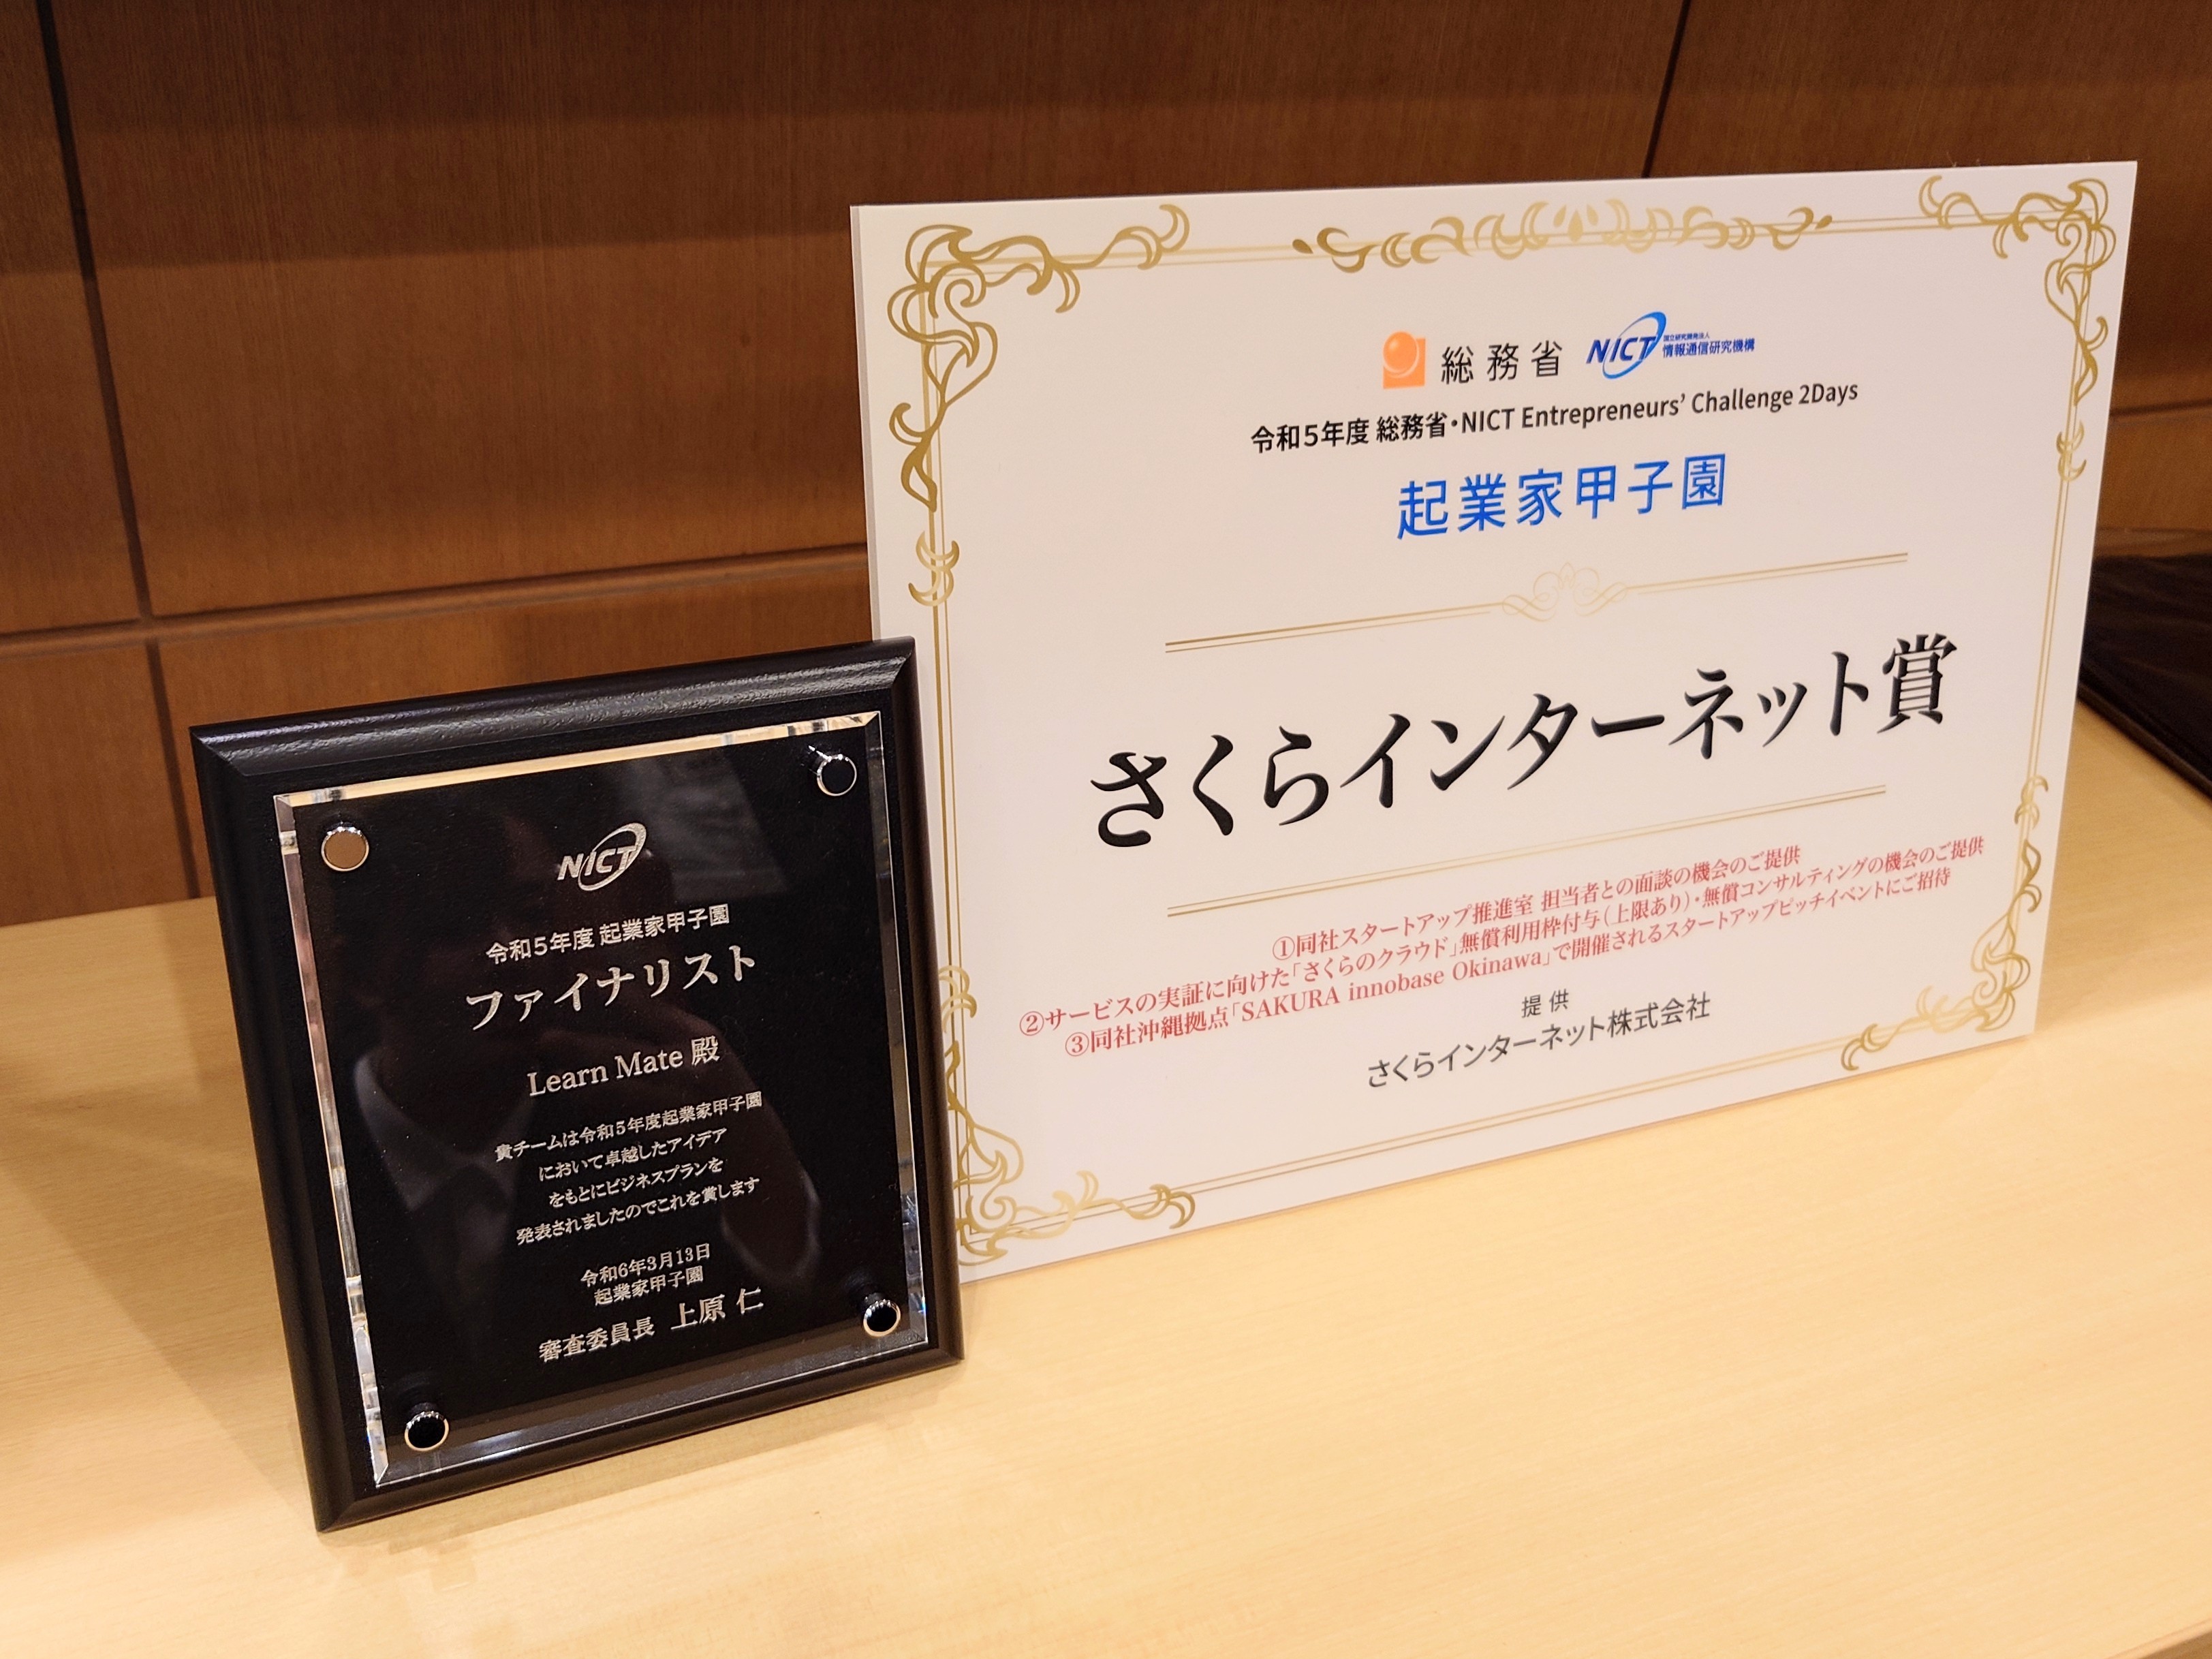 NICT
令和5年度 起業家甲子園
ファイナリスト
Learn Mate 殿
貴チームは令和5年度起業家甲子園
において卓越したアイデア
をもとにビジネスプランを
発表されましたのでこれを賞します
令和6年3月13日
起業家甲子園
審査委員長 上原 仁
総務省 NICT 国立研究開発法人 情報通信研究機構
令和5年度 総務省・NICT Entrepreneurs’ Challenge 2Days
起業家甲子園
さくらインターネット賞
①同社スタートアップ推進室 担当者との面談の機会のご提供
②サービスの実証に向けた「さくらのクラウド」無償利用枠付与(上限あり)・無償コンサルティングの機会のご提供
③同社沖縄拠点「SAKURA innobase Okinawa」で開催されるスタートアップピッチイベントにご招待
提供
さくらインターネット株式会社